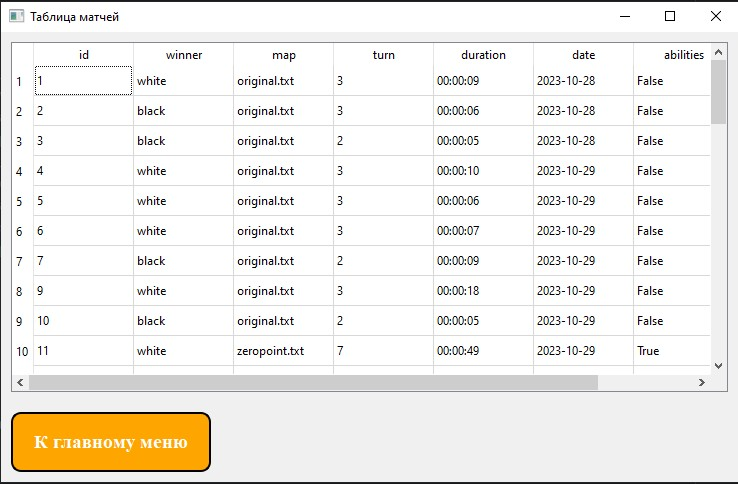 Таблица матчей
id winner map turn duration date abilities
1 1 white original.txt 3 00:00:09 2023-10-28 False
2 2 black original.txt 3 00:00:06 2023-10-28 False
3 3 black original.txt 2 00:00:05 2023-10-28 False
4 4 white original.txt 3 00:00:10 2023-10-29 False
5 5 white original.txt 3 00:00:06 2023-10-29 False
6 6 white original.txt 3 00:00:07 2023-10-29 False
7 7 black original.txt 2 00:00:09 2023-10-29 False
8 9 white original.txt 3 00:00:18 2023-10-29 False
9 10 black original.txt 2 00:00:05 2023-10-29 False
10 11 white zeropoint.txt 7 00:00:49 2023-10-29 True
К главному меню